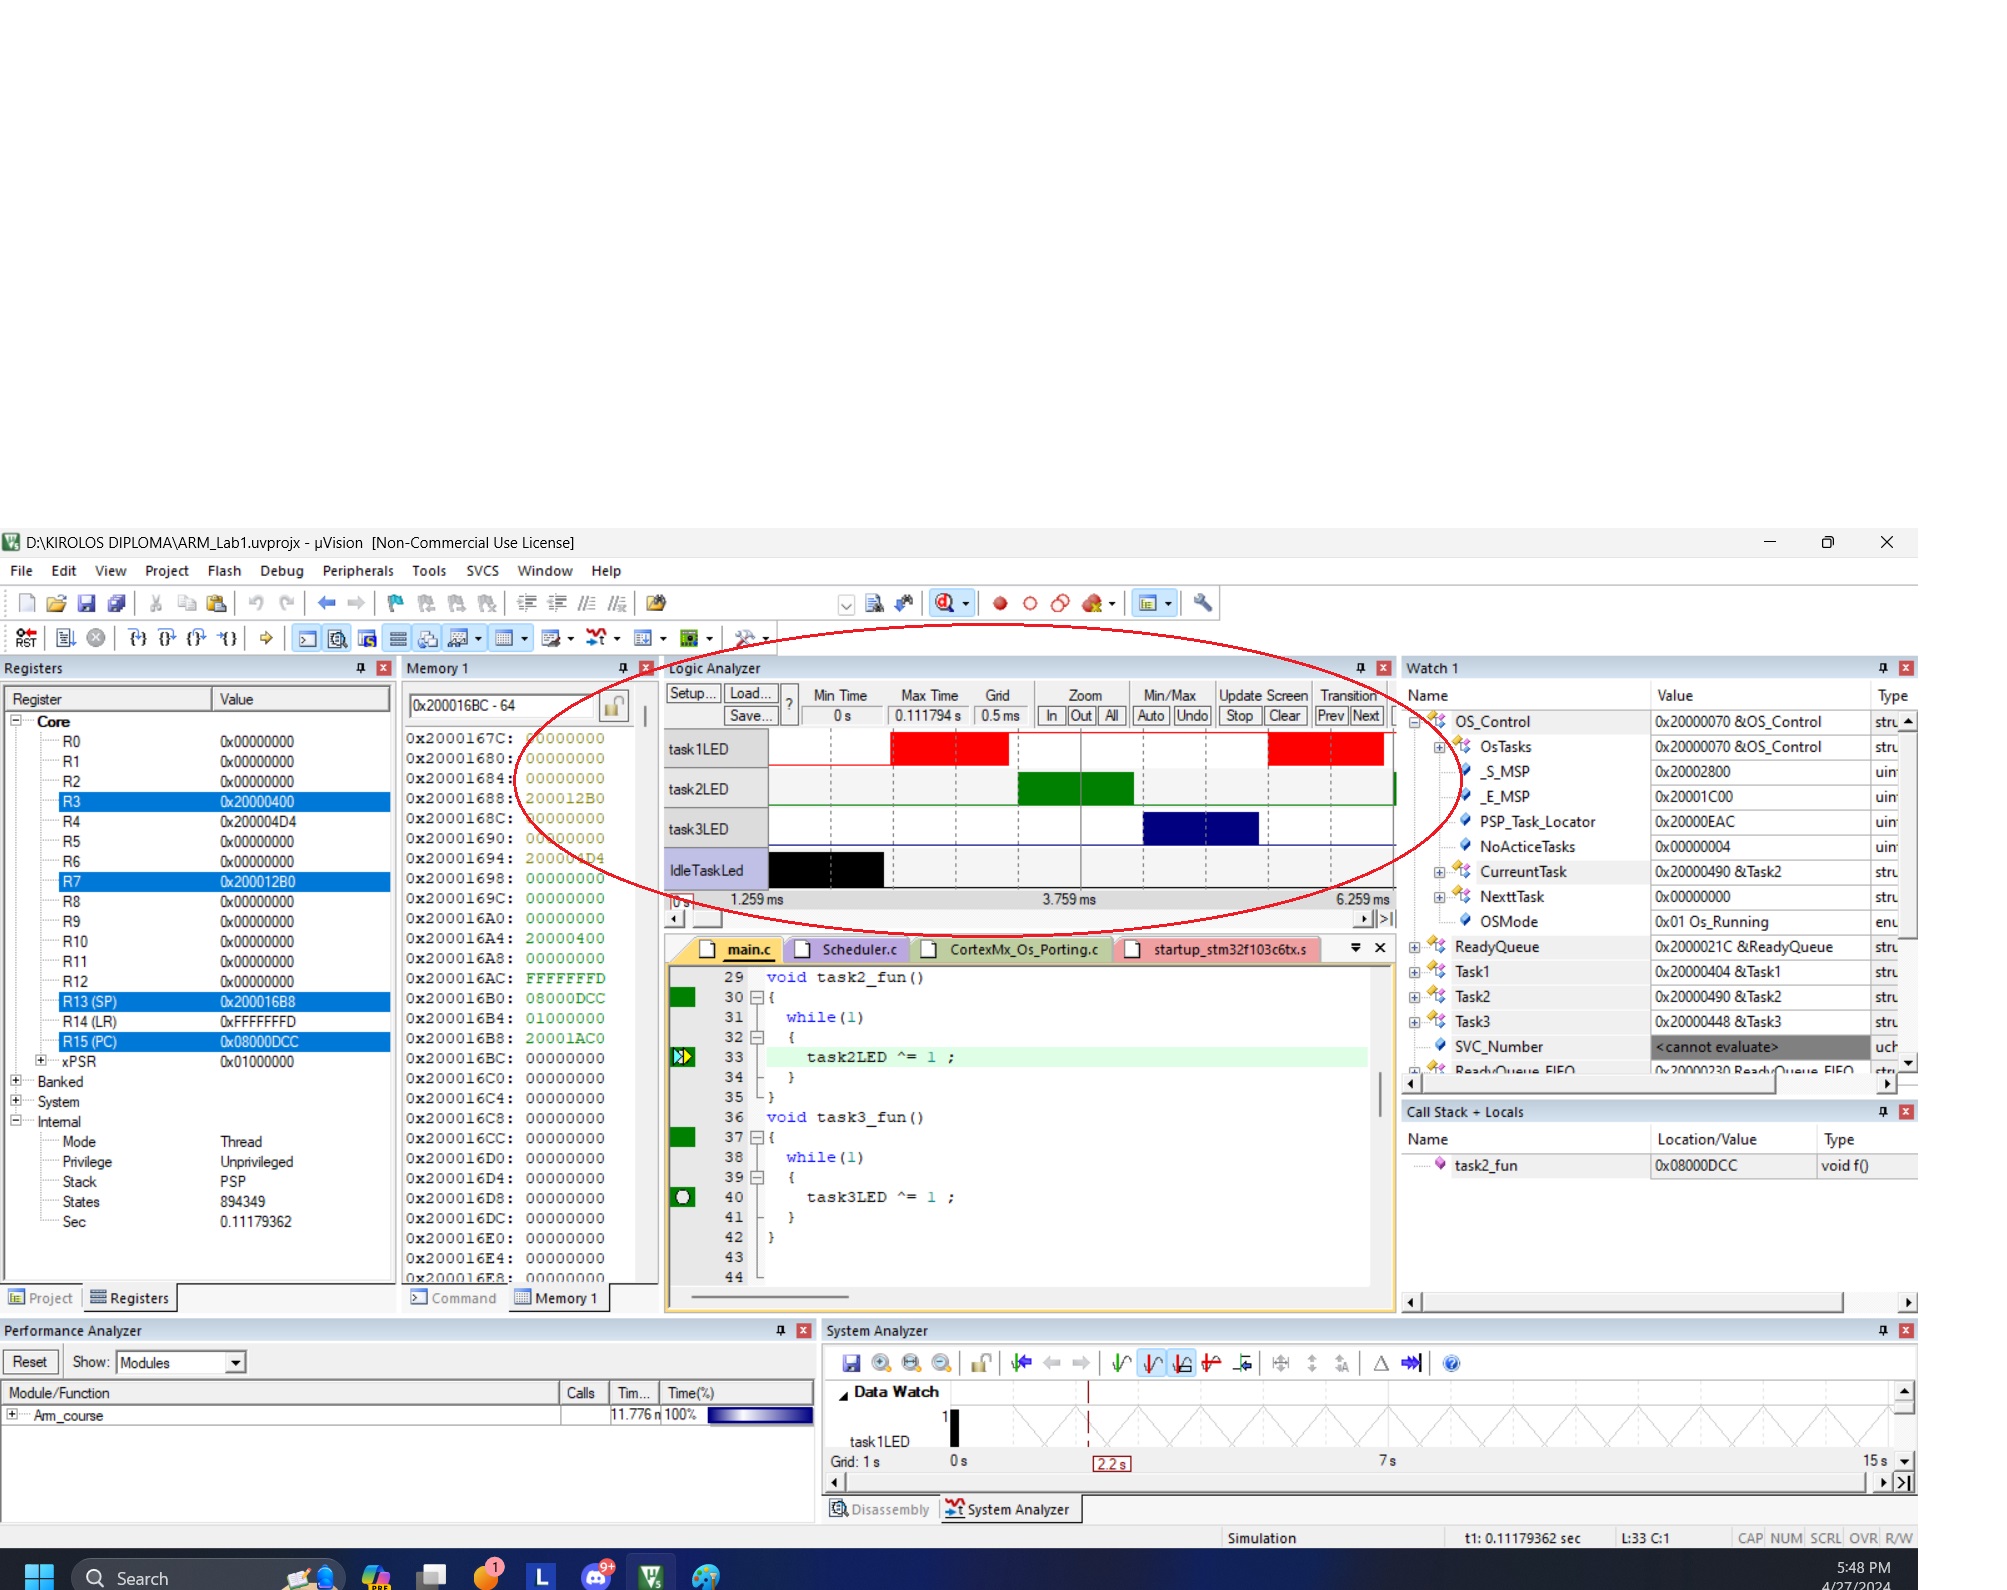 D:\KIROLOS DIPLOMA\ARM_Lab1.uvprojx - µVision [Non-Commercial Use License]
File Edit View Project Flash Debug Peripherals Tools SVCS Window Help
Registers
Register Value
Core
R0 0x00000000
R1 0x00000000
R2 0x00000000
R3 0x20000400
R4 0x200004D4
R5 0x00000000
R6 0x00000000
R7 0x200012B0
R8 0x00000000
R9 0x00000000
R10 0x00000000
R11 0x00000000
R12 0x00000000
R13 (SP) 0x200016B8
R14 (LR) 0xFFFFFFFD
R15 (PC) 0x08000DCC
xPSR 0x01000000
Banked
System
Internal
Mode Thread
Privilege Unprivileged
Stack PSP
States 894349
Sec 0.11179362
Project Registers
Memory 1
0x200016BC - 64
0x2000167C: 00000000
0x20001680: 00000000
0x20001684: 00000000
0x20001688: 200012B0
0x2000168C: 00000000
0x20001690: 00000000
0x20001694: 200004D4
0x20001698: 00000000
0x2000169C: 00000000
0x200016A0: 00000000
0x200016A4: 20000400
0x200016A8: 00000000
0x200016AC: FFFFFFFD
0x200016B0: 08000DCC
0x200016B4: 01000000
0x200016B8: 20001AC0
0x200016BC: 00000000
0x200016C0: 00000000
0x200016C4: 00000000
0x200016C8: 00000000
0x200016CC: 00000000
0x200016D0: 00000000
0x200016D4: 00000000
0x200016D8: 00000000
0x200016DC: 00000000
0x200016E0: 00000000
0x200016E4: 00000000
0x200016E8: 00000000
Command Memory 1
Logic Analyzer
Setup... Load... Min Time Max Time Grid Zoom Min/Max Update Screen Transition
Save... ? 0 s 0.111794 s 0.5 ms In Out All Auto Undo Stop Clear Prev Next
task1LED
task2LED
task3LED
IdleTaskLed
0 s 1.259 ms 3.759 ms 6.259 ms
main.c Scheduler.c CortexMx_Os_Porting.c startup_stm32f103c6tx.s
29 void task2_fun()
30 {
31 while(1)
32 {
33 task2LED ^= 1 ;
34 }
35 }
36 void task3_fun()
37 {
38 while(1)
39 {
40 task3LED ^= 1 ;
41 }
42 }
43
44
Watch 1
Name Value Type
OS_Control 0x20000070 &OS_Control stru
OsTasks 0x20000070 &OS_Control stru
_S_MSP 0x20002800 uin
_E_MSP 0x20001C00 uin
PSP_Task_Locator 0x20000EAC uin
NoActiceTasks 0x00000004 uin
CurreuntTask 0x20000490 &Task2 stru
NexttTask 0x00000000 stru
OSMode 0x01 Os_Running enu
ReadyQueue 0x2000021C &ReadyQueue stru
Task1 0x20000404 &Task1 stru
Task2 0x20000490 &Task2 stru
Task3 0x20000448 &Task3 stru
SVC_Number <cannot evaluate> uch
ReadyQueue_FIFO 0x20000230 ReadyQueue_FIFO stru
Call Stack + Locals
Name Location/Value Type
task2_fun 0x08000DCC void f()
Performance Analyzer
Reset Show: Modules
Module/Function Calls Tim... Time(%)
Arm_course 11.776 100%
System Analyzer
Data Watch
1
task1LED
Grid: 1 s 0 s 2.2 s 7 s 15 s
Disassembly System Analyzer
Simulation t1: 0.11179362 sec L:33 C:1 CAP NUM SCRL OVR R/W
Search PRE 1 L 9+ 5:48 PM
4/27/2024